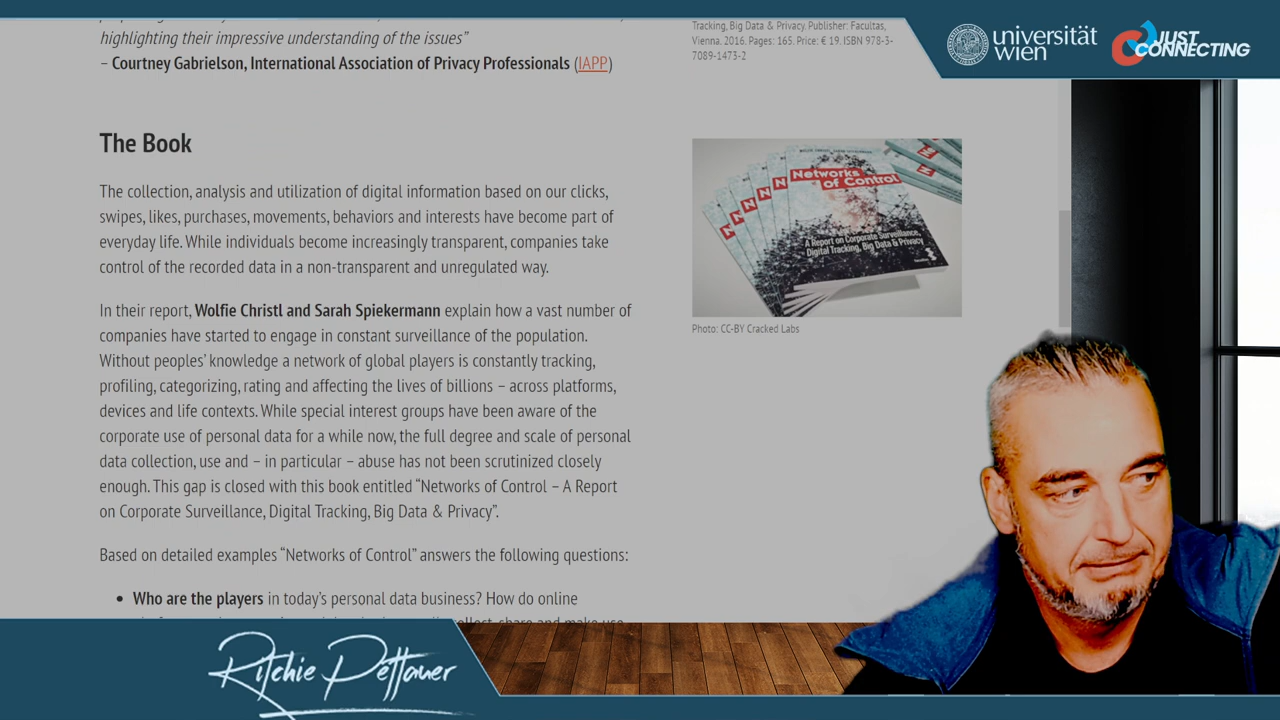 highlighting their impressive understanding of the issues”
– Courtney Gabrielson, International Association of Privacy Professionals (IAPP)
Tracking, Big Data & Privacy. Publisher: Facultas,
Vienna. 2016. Pages: 165. Price: € 19. ISBN 978-3-
7089-1473-2
universität
wien
JUST
CONNECTING
The Book
The collection, analysis and utilization of digital information based on our clicks,
swipes, likes, purchases, movements, behaviors and interests have become part of
everyday life. While individuals become increasingly transparent, companies take
control of the recorded data in a non-transparent and unregulated way.
Networks
of Control
A Report on Corporate Surveillance,
Digital Tracking, Big Data & Privacy
Photo: CC-BY Cracked Labs
In their report, Wolfie Christl and Sarah Spiekermann explain how a vast number of
companies have started to engage in constant surveillance of the population.
Without peoples’ knowledge a network of global players is constantly tracking,
profiling, categorizing, rating and affecting the lives of billions – across platforms,
devices and life contexts. While special interest groups have been aware of the
corporate use of personal data for a while now, the full degree and scale of personal
data collection, use and – in particular – abuse has not been scrutinized closely
enough. This gap is closed with this book entitled “Networks of Control – A Report
on Corporate Surveillance, Digital Tracking, Big Data & Privacy”.
Based on detailed examples “Networks of Control” answers the following questions:
• Who are the players in today’s personal data business? How do online
Ritchie Pettauer